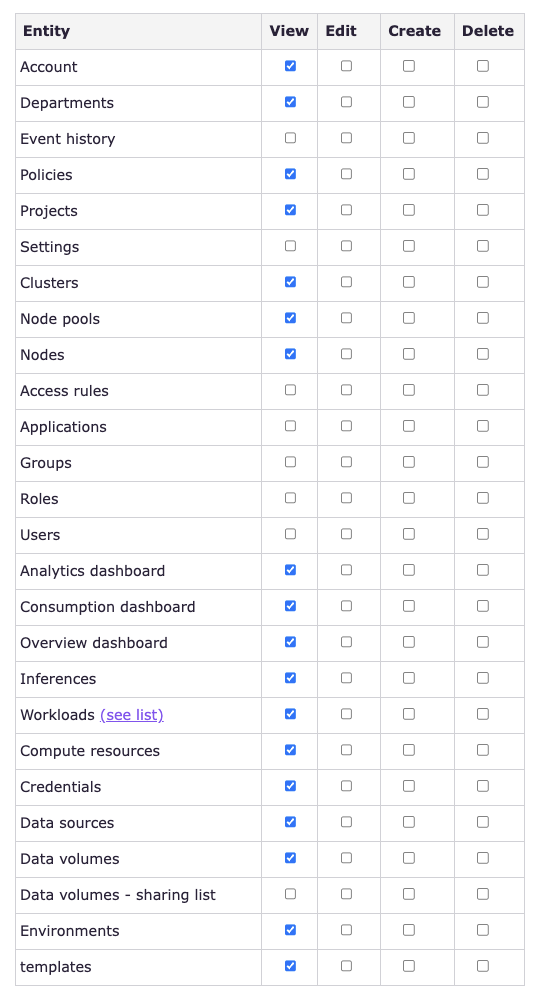 Entity View Edit Create Delete
Account
Departments
Event history
Policies
Projects
Settings
Clusters
Node pools
Nodes
Access rules
Applications
Groups
Roles
Users
Analytics dashboard
Consumption dashboard
Overview dashboard
Inferences
Workloads (see list)
Compute resources
Credentials
Data sources
Data volumes
Data volumes - sharing list
Environments
templates